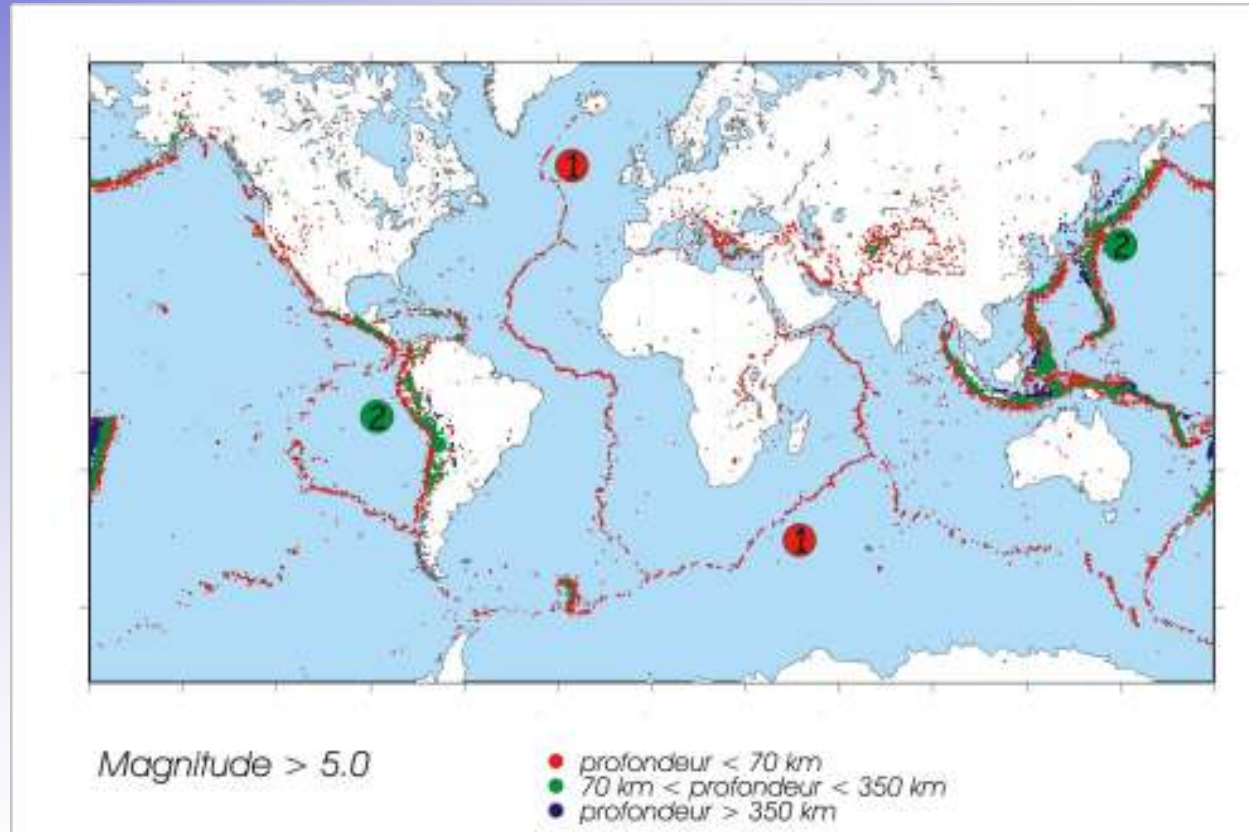 1
2
2
1
Magnitude > 5.0
profondeur < 70 km
70 km < profondeur < 350 km
profondeur > 350 km